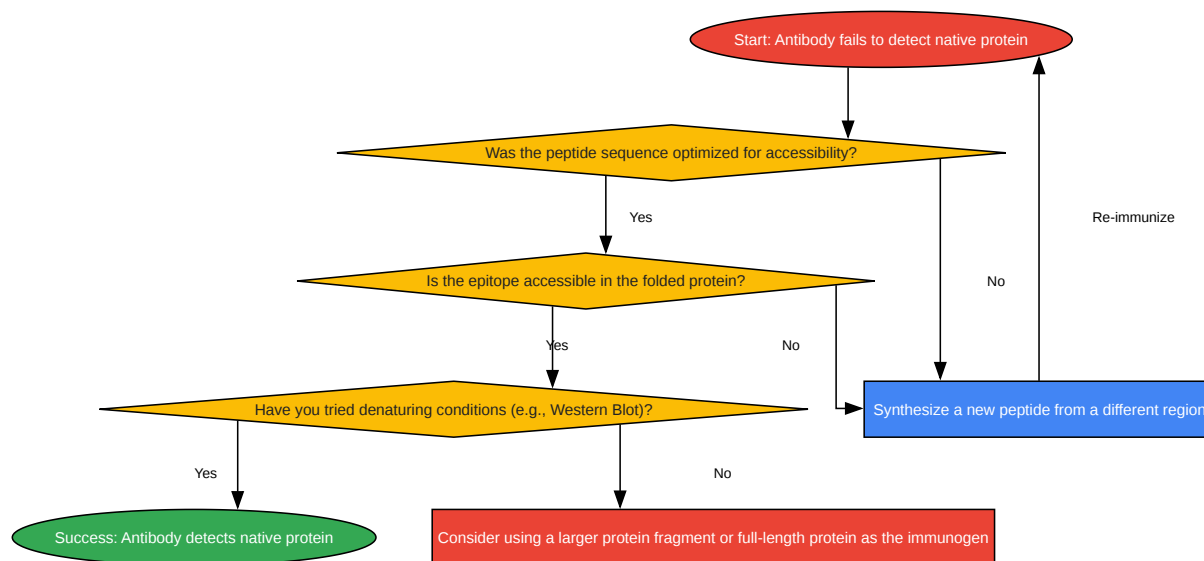 Start: Antibody fails to detect native protein
Was the peptide sequence optimized for accessibility?
Yes
Re-immunize
Is the epitope accessible in the folded protein?
No
Yes
No
Have you tried denaturing conditions (e.g., Western Blot)?
Synthesize a new peptide from a different region
Yes
No
Success: Antibody detects native protein
Consider using a larger protein fragment or full-length protein as the immunogen